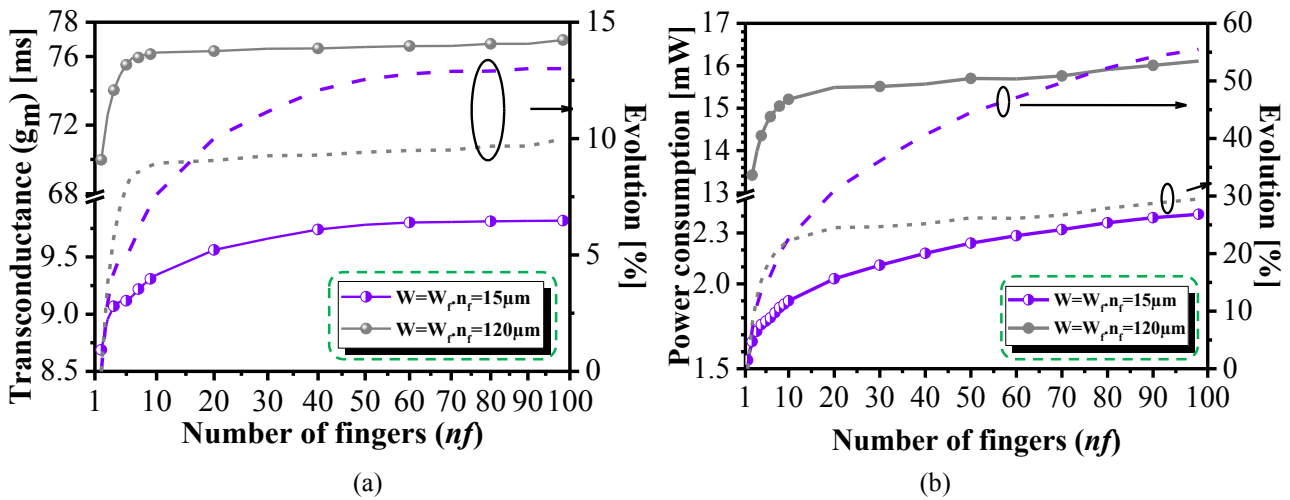 Transconductance (gm) [ms]
78
76
74
72
70
68
9.5
9.0
8.5
15
10
5
0
Evolution [%]
W=Wf.nf=15µm
W=Wf.nf=120µm
1 10 20 30 40 50 60 70 80 90 100
Number of fingers (nf)
(a)
Power consumption [mW]
17
16
15
14
13
2.3
2.0
1.5
60
50
40
30
20
10
0
Evolution [%]
W=Wf.nf=15µm
W=Wf.nf=120µm
1 10 20 30 40 50 60 70 80 90 100
Number of fingers (nf)
(b)